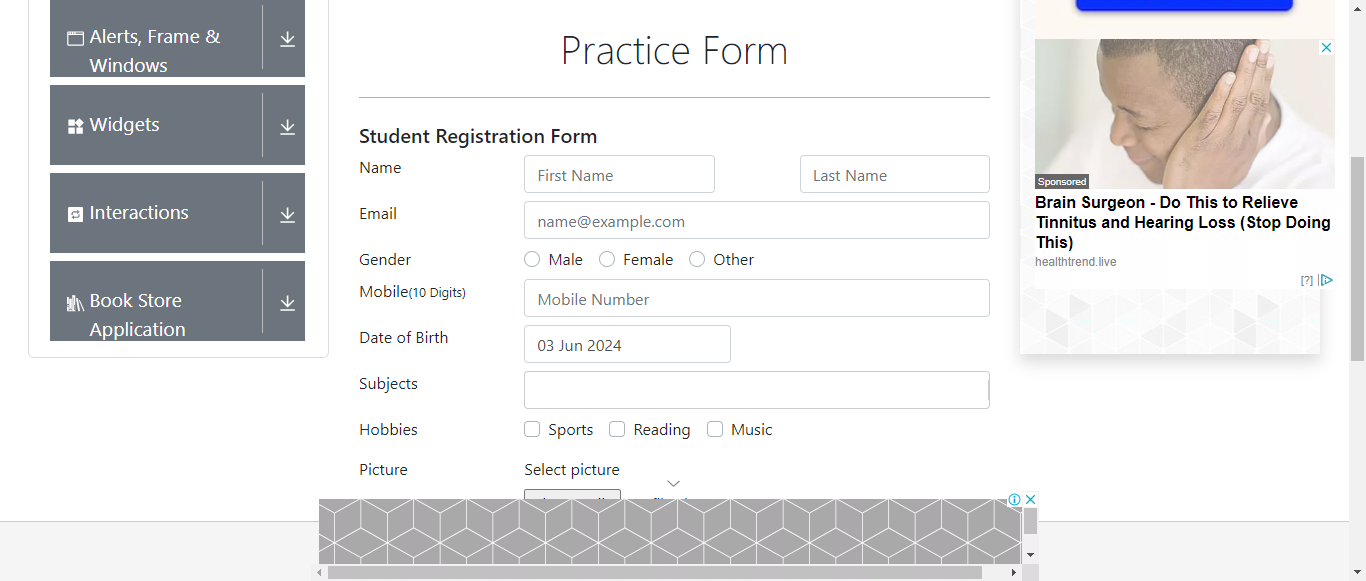 Alerts, Frame &
Windows
Widgets
Interactions
Book Store
Application
Practice Form
Student Registration Form
Name
First Name
Last Name
Email
name@example.com
Gender
Male
Female
Other
Mobile(10 Digits)
Mobile Number
Date of Birth
03 Jun 2024
Subjects
Hobbies
Sports
Reading
Music
Picture
Select picture
Sponsored
Brain Surgeon - Do This to Relieve
Tinnitus and Hearing Loss (Stop Doing
This)
healthtrend.live
[?]